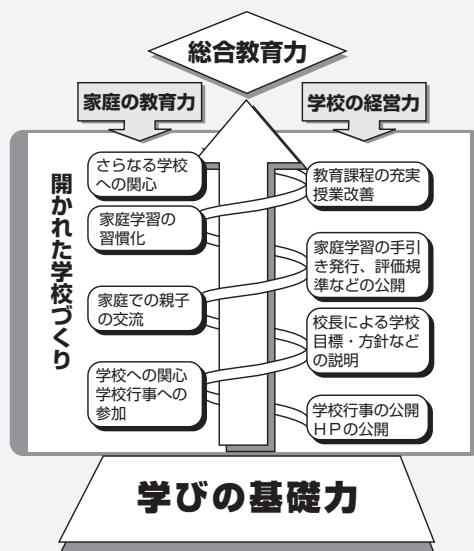 総合教育力
家庭の教育力
学校の経営力
開かれた学校づくり
さらなる学校
への関心
教育課程の充実
授業改善
家庭学習の
習慣化
家庭学習の手引
き発行、評価規
準などの公開
家庭での親子
の交流
校長による学校
目標・方針など
の説明
学校への関心
学校行事への
参加
学校行事の公開
ＨＰの公開
学びの基礎力